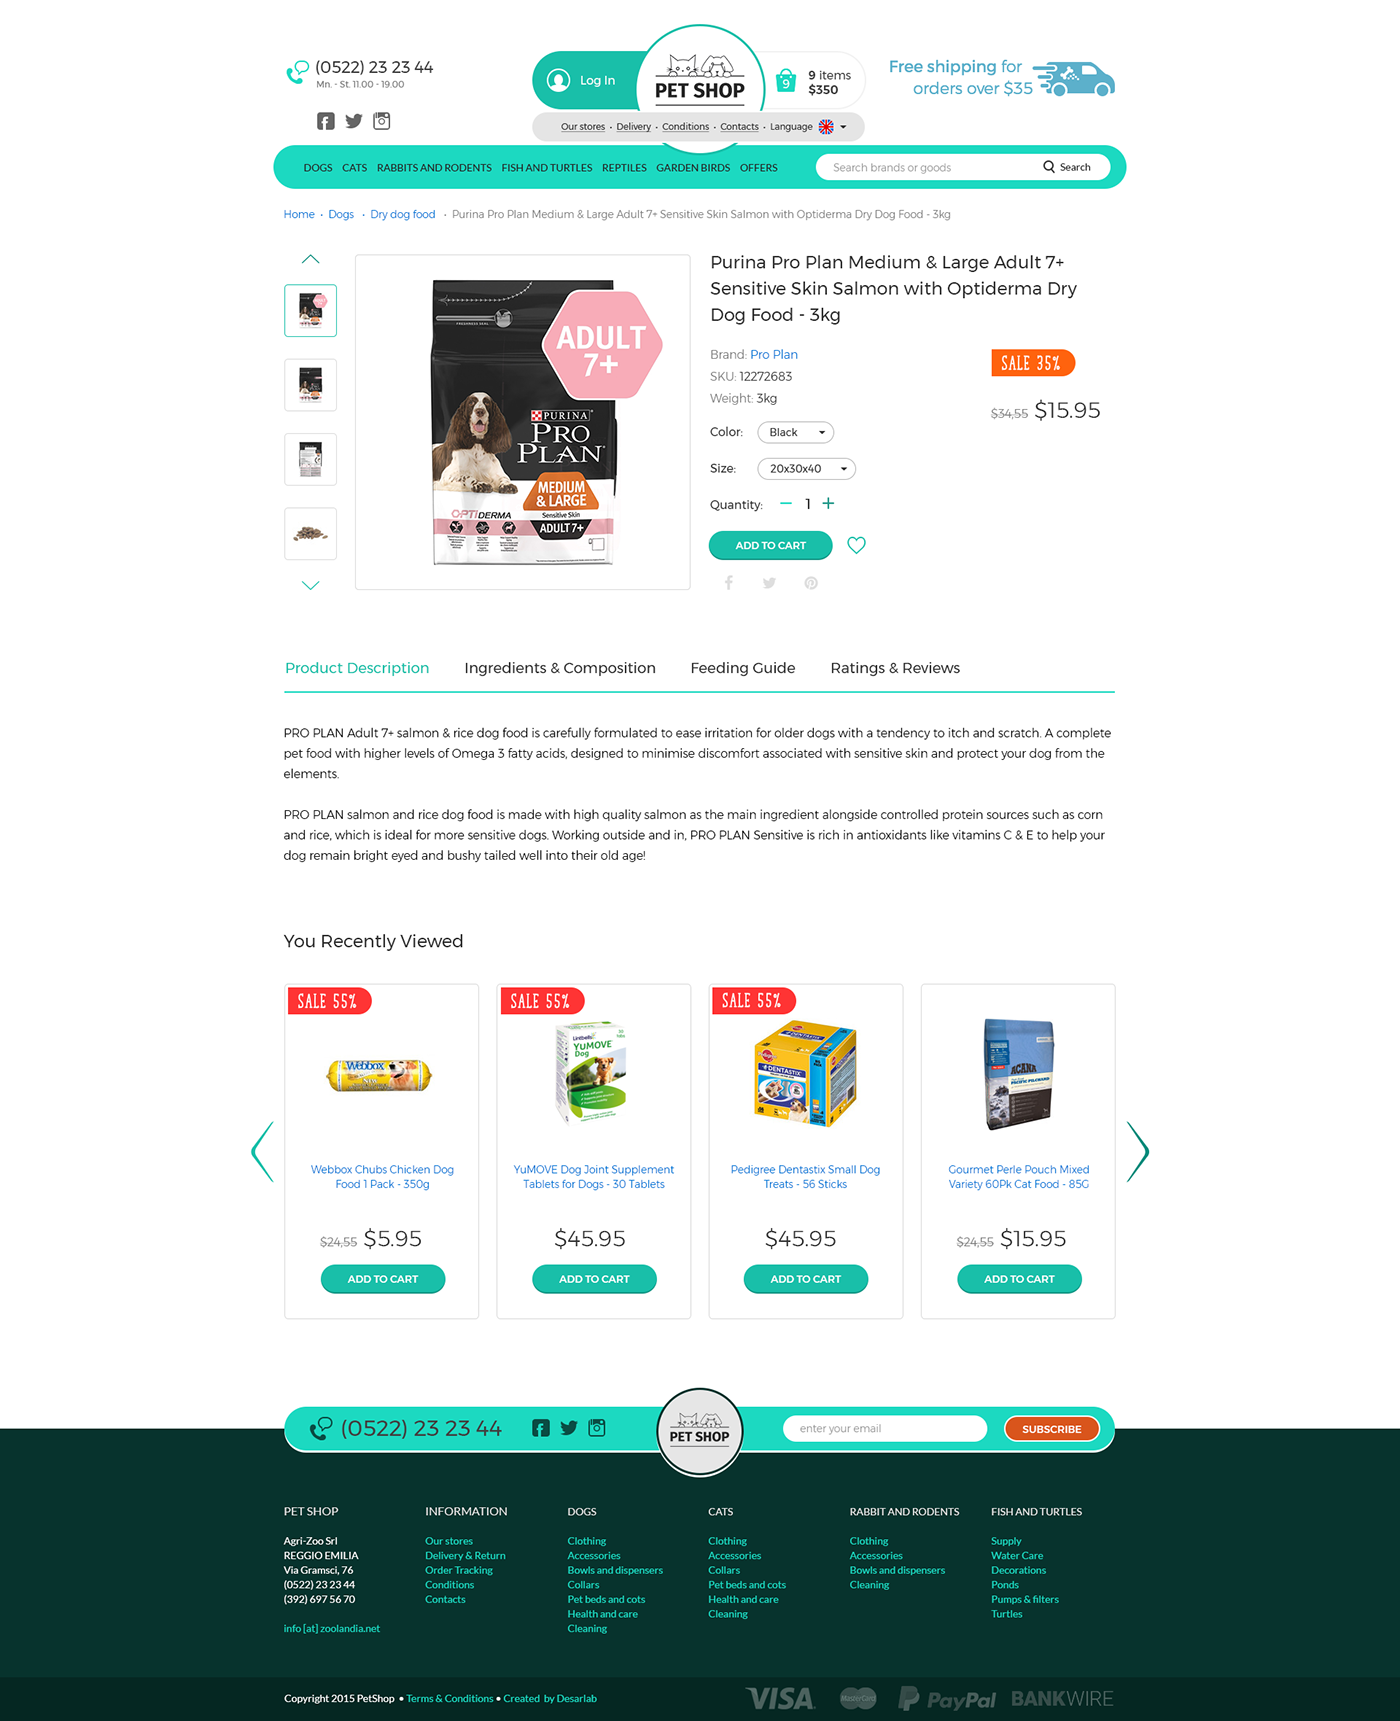 (0522) 23 23 44
Mn. - St. 11.00 - 19.00
Log In
PET SHOP
9
9 items
$350
Free shipping for
orders over $35
Our stores · Delivery · Conditions · Contacts · Language
DOGS CATS RABBITS AND RODENTS FISH AND TURTLES REPTILES GARDEN BIRDS OFFERS
Search brands or goods
Search
Home · Dogs · Dry dog food · Purina Pro Plan Medium & Large Adult 7+ Sensitive Skin Salmon with Optiderma Dry Dog Food - 3kg
FRESHNESS SEAL
ADULT
7+
PURINA
PRO
PLAN
MEDIUM
& LARGE
Sensitive Skin
OPTIDERMA
ADULT 7+
Purina Pro Plan Medium & Large Adult 7+
Sensitive Skin Salmon with Optiderma Dry
Dog Food - 3kg
Brand: Pro Plan
SKU: 12272683
Weight: 3kg
SALE 35%
$34,55 $15.95
Color: Black
Size: 20x30x40
Quantity: — 1 +
ADD TO CART
Product Description Ingredients & Composition Feeding Guide Ratings & Reviews
PRO PLAN Adult 7+ salmon & rice dog food is carefully formulated to ease irritation for older dogs with a tendency to itch and scratch. A complete
pet food with higher levels of Omega 3 fatty acids, designed to minimise discomfort associated with sensitive skin and protect your dog from the
elements.
PRO PLAN salmon and rice dog food is made with high quality salmon as the main ingredient alongside controlled protein sources such as corn
and rice, which is ideal for more sensitive dogs. Working outside and in, PRO PLAN Sensitive is rich in antioxidants like vitamins C & E to help your
dog remain bright eyed and bushy tailed well into their old age!
You Recently Viewed
SALE 55%
Webbox
Webbox Chubs Chicken Dog
Food 1 Pack - 350g
$24,55 $5.95
ADD TO CART
SALE 55%
Lintbells
YuMOVE
Dog
YuMOVE Dog Joint Supplement
Tablets for Dogs - 30 Tablets
$45.95
ADD TO CART
SALE 55%
DENTASTIX
Pedigree Dentastix Small Dog
Treats - 56 Sticks
$45.95
ADD TO CART
ACANA
PACIFIC PILCHARD
Gourmet Perle Pouch Mixed
Variety 60Pk Cat Food - 85G
$24,55 $15.95
ADD TO CART
(0522) 23 23 44
PET SHOP
enter your email
SUBSCRIBE
PET SHOP
Agri-Zoo Srl
REGGIO EMILIA
Via Gramsci, 76
(0522) 23 23 44
(392) 697 56 70
info [at] zoolandia.net
INFORMATION
Our stores
Delivery & Return
Order Tracking
Conditions
Contacts
DOGS
Clothing
Accessories
Bowls and dispensers
Collars
Pet beds and cots
Health and care
Cleaning
CATS
Clothing
Accessories
Collars
Pet beds and cots
Health and care
Cleaning
RABBIT AND RODENTS
Clothing
Accessories
Bowls and dispensers
Cleaning
FISH AND TURTLES
Supply
Water Care
Decorations
Ponds
Pumps & filters
Turtles
Copyright 2015 PetShop • Terms & Conditions • Created by Desarlab
VISA MasterCard PayPal BANKWIRE